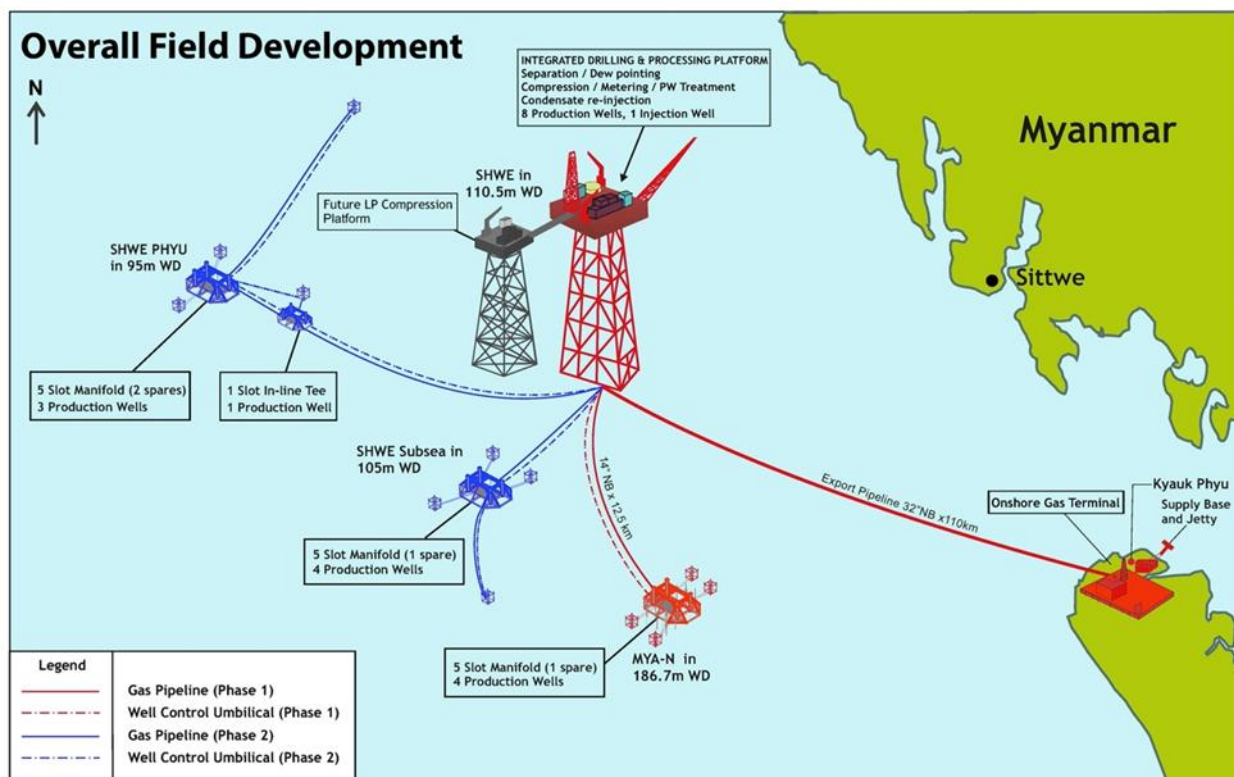 Overall Field Development
N
INTEGRATED DRILLING & PROCESSING PLATFORM
Separation / Dew pointing
Compression / Metering / PW Treatment
Condensate re-injection
8 Production Wells, 1 Injection Well
Myanmar
SHWE in
110.5m WD
Future LP Compression
Platform
SHWE PHYU
in 95m WD
Sittwe
5 Slot Manifold (2 spares)
3 Production Wells
1 Slot In-line Tee
1 Production Well
SHWE Subsea in
105m WD
14" NB x 12.5 km
Export Pipeline 32"NB x110km
Kyauk Phyu
Onshore Gas Terminal
Supply Base
and Jetty
5 Slot Manifold (1 spare)
4 Production Wells
5 Slot Manifold (1 spare)
4 Production Wells
MYA-N in
186.7m WD
Legend
Gas Pipeline (Phase 1)
Well Control Umbilical (Phase 1)
Gas Pipeline (Phase 2)
Well Control Umbilical (Phase 2)